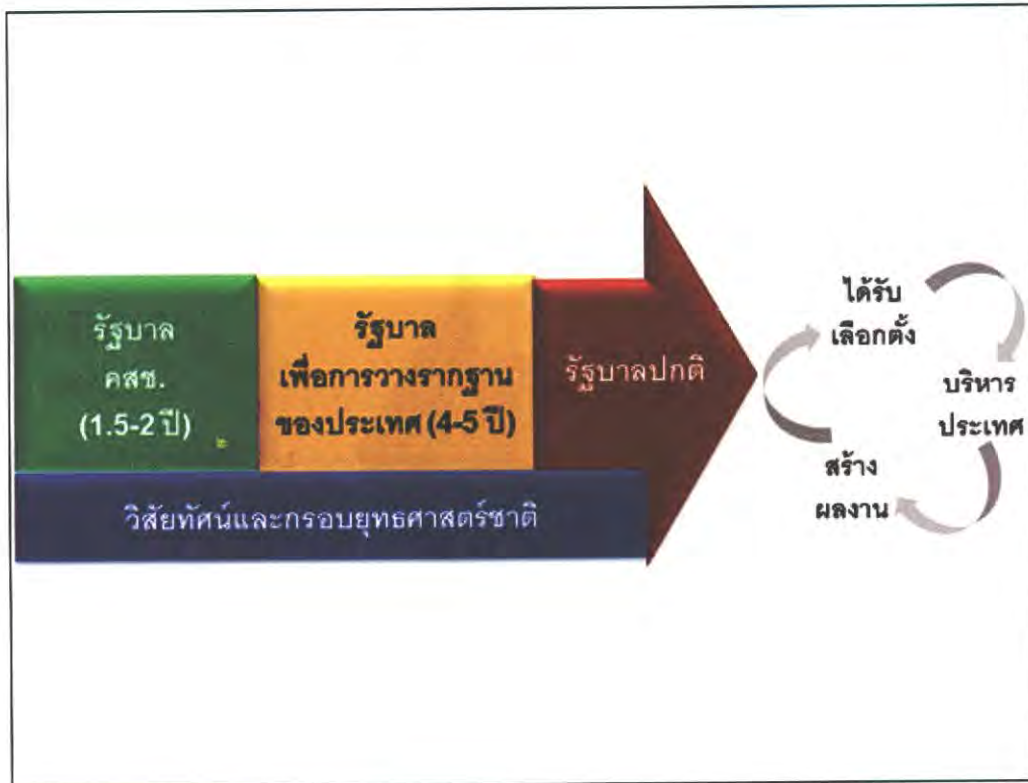 รัฐบาล
คสช.
(1.5-2 ปี)
รัฐบาล
เพื่อการวางรากฐาน
ของประเทศ (4-5 ปี)
รัฐบาลปกติ
วิสัยทัศน์และกรอบยุทธศาสตร์ชาติ
ได้รับ
เลือกตั้ง
บริหาร
ประเทศ
สร้าง
ผลงาน